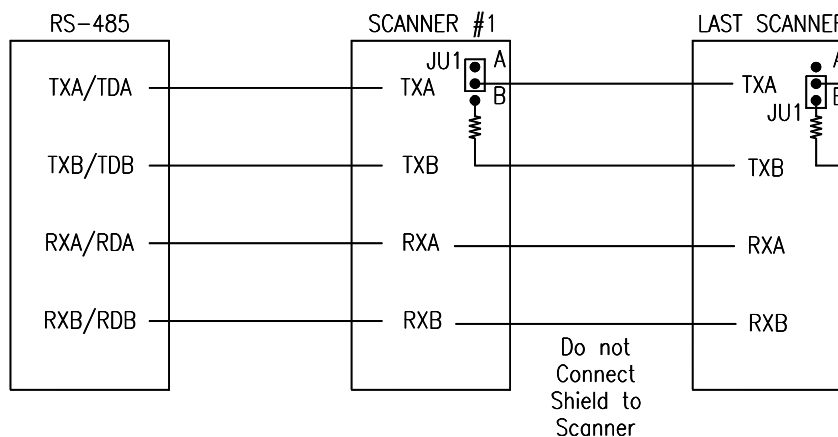 RS-485
SCANNER #1
LAST SCANNER
JU1
A
B
TXA/TDA
TXA
TXA
A
JU1
TXB/TDB
TXB
TXB
RXA/RDA
RXA
RXA
RXB/RDB
RXB
RXB
Do not
Connect
Shield to
Scanner